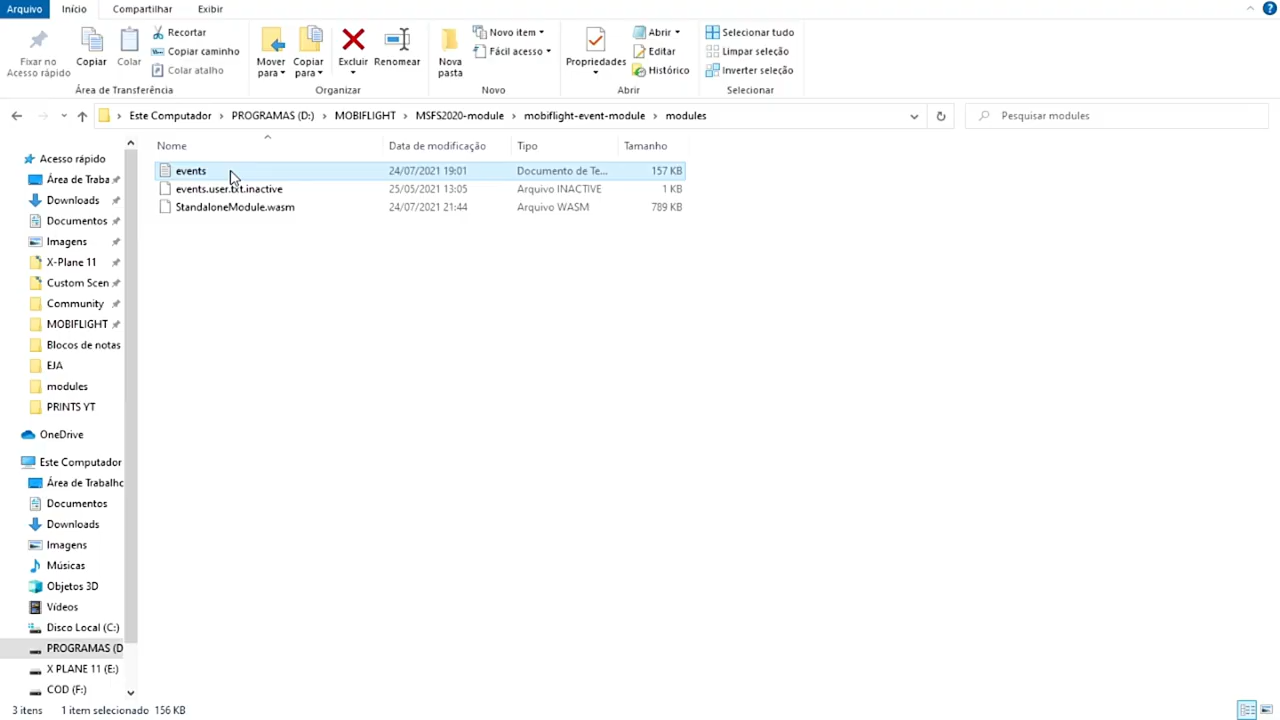 Arquivo Início Compartilhar Exibir
Fixar no Acesso rápido
Copiar
Colar
Recortar
Copiar caminho
Colar atalho
Área de Transferência
Mover para
Copiar para
Excluir
Renomear
Organizar
Nova pasta
Novo item
Fácil acesso
Novo
Propriedades
Abrir
Editar
Histórico
Abrir
Selecionar tudo
Limpar seleção
Inverter seleção
Selecionar
Este Computador > PROGRAMAS (D:) > MOBIFLIGHT > MSFS2020-module > mobiflight-event-module > modules
Pesquisar modules
Acesso rápido
Área de Traba
Downloads
Documentos
Imagens
X-Plane 11
Custom Scen
Community
MOBIFLIGHT
Blocos de notas
EJA
modules
PRINTS YT
OneDrive
Este Computador
Área de Trabalho
Documentos
Downloads
Imagens
Músicas
Objetos 3D
Vídeos
Disco Local (C:)
PROGRAMAS (D
X PLANE 11 (E:)
COD (F:)
Nome Data de modificação Tipo Tamanho
events 24/07/2021 19:01 Documento de Te... 157 KB
events.user.txt.inactive 25/05/2021 13:05 Arquivo INACTIVE 1 KB
StandaloneModule.wasm 24/07/2021 21:44 Arquivo WASM 789 KB
3 itens 1 item selecionado 156 KB